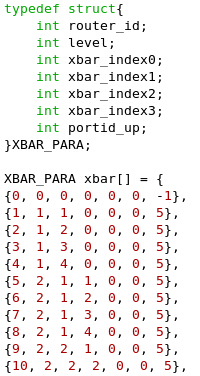 typedef struct{
    int router_id;
    int level;
    int xbar_index0;
    int xbar_index1;
    int xbar_index2;
    int xbar_index3;
    int portid_up;
}XBAR_PARA;

XBAR_PARA xbar[] = {
{0, 0, 0, 0, 0, 0, -1},
{1, 1, 1, 0, 0, 0, 5},
{2, 1, 2, 0, 0, 0, 5},
{3, 1, 3, 0, 0, 0, 5},
{4, 1, 4, 0, 0, 0, 5},
{5, 2, 1, 1, 0, 0, 5},
{6, 2, 1, 2, 0, 0, 5},
{7, 2, 1, 3, 0, 0, 5},
{8, 2, 1, 4, 0, 0, 5},
{9, 2, 2, 1, 0, 0, 5},
{10, 2, 2, 2, 0, 0, 5},